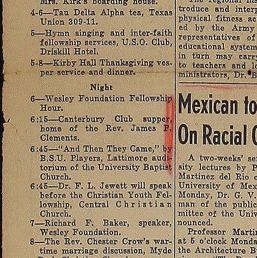 Mrs. Kirk's boarding house.
4-6—Tau Delta Alpha tea, Texas
Union 309-11.
5—Hymn singing and inter-faith
fellowship services, U.S.O. Club,
Driskill Hotel.
5-8—Kirby Hall Thanksgiving ves-
per service and dinner.
Night
6—Wesley Foundation Fellowship
Hour.
6:15—Canterbury Club supper,
home of the Rev. James P.
Clements.
6:45—"And Then They Came," by
B.S.U. Players, Lattimore audi-
torium of the University Baptist
Church.
6:45—Dr. F. L. Jewett will speak
before the Christian Youth Fel-
lowship, Central Christian
Church.
7—Richard F. Baker, speaker,
Wesley Foundation.
8—The Rev. Chester Crow's war-
time marriage discussion, Myde
troduce and interp
physical fitness acti
ed by the Army
representatives of
educational system
in turn may carry
to teachers and lo
ministrators, Dr. B
Mexican to
On Racial C
A two-weeks' seri
sity lectures by P
Martinez del Rio c
University of Mexic
Monday, Dr. G. V.
man of the public
mittee of the Univ
nounced.
Professor Martin
at 5 o'clock Monda
the Architecture B